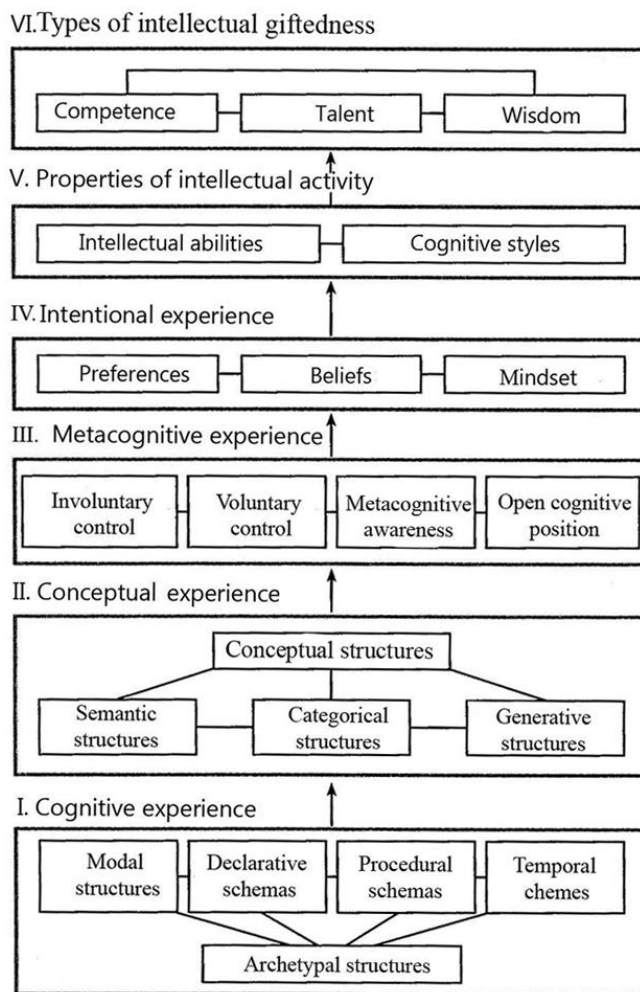 VI.Types of intellectual giftedness
Competence Talent Wisdom
V. Properties of intellectual activity
Intellectual abilities Cognitive styles
IV. Intentional experience
Preferences Beliefs Mindset
III. Metacognitive experience
Involuntary control
Voluntary control
Metacognitive awareness
Open cognitive position
II. Conceptual experience
Conceptual structures
Semantic structures
Categorical structures
Generative structures
I. Cognitive experience
Modal structures
Declarative schemas
Procedural schemas
Temporal chemes
Archetypal structures